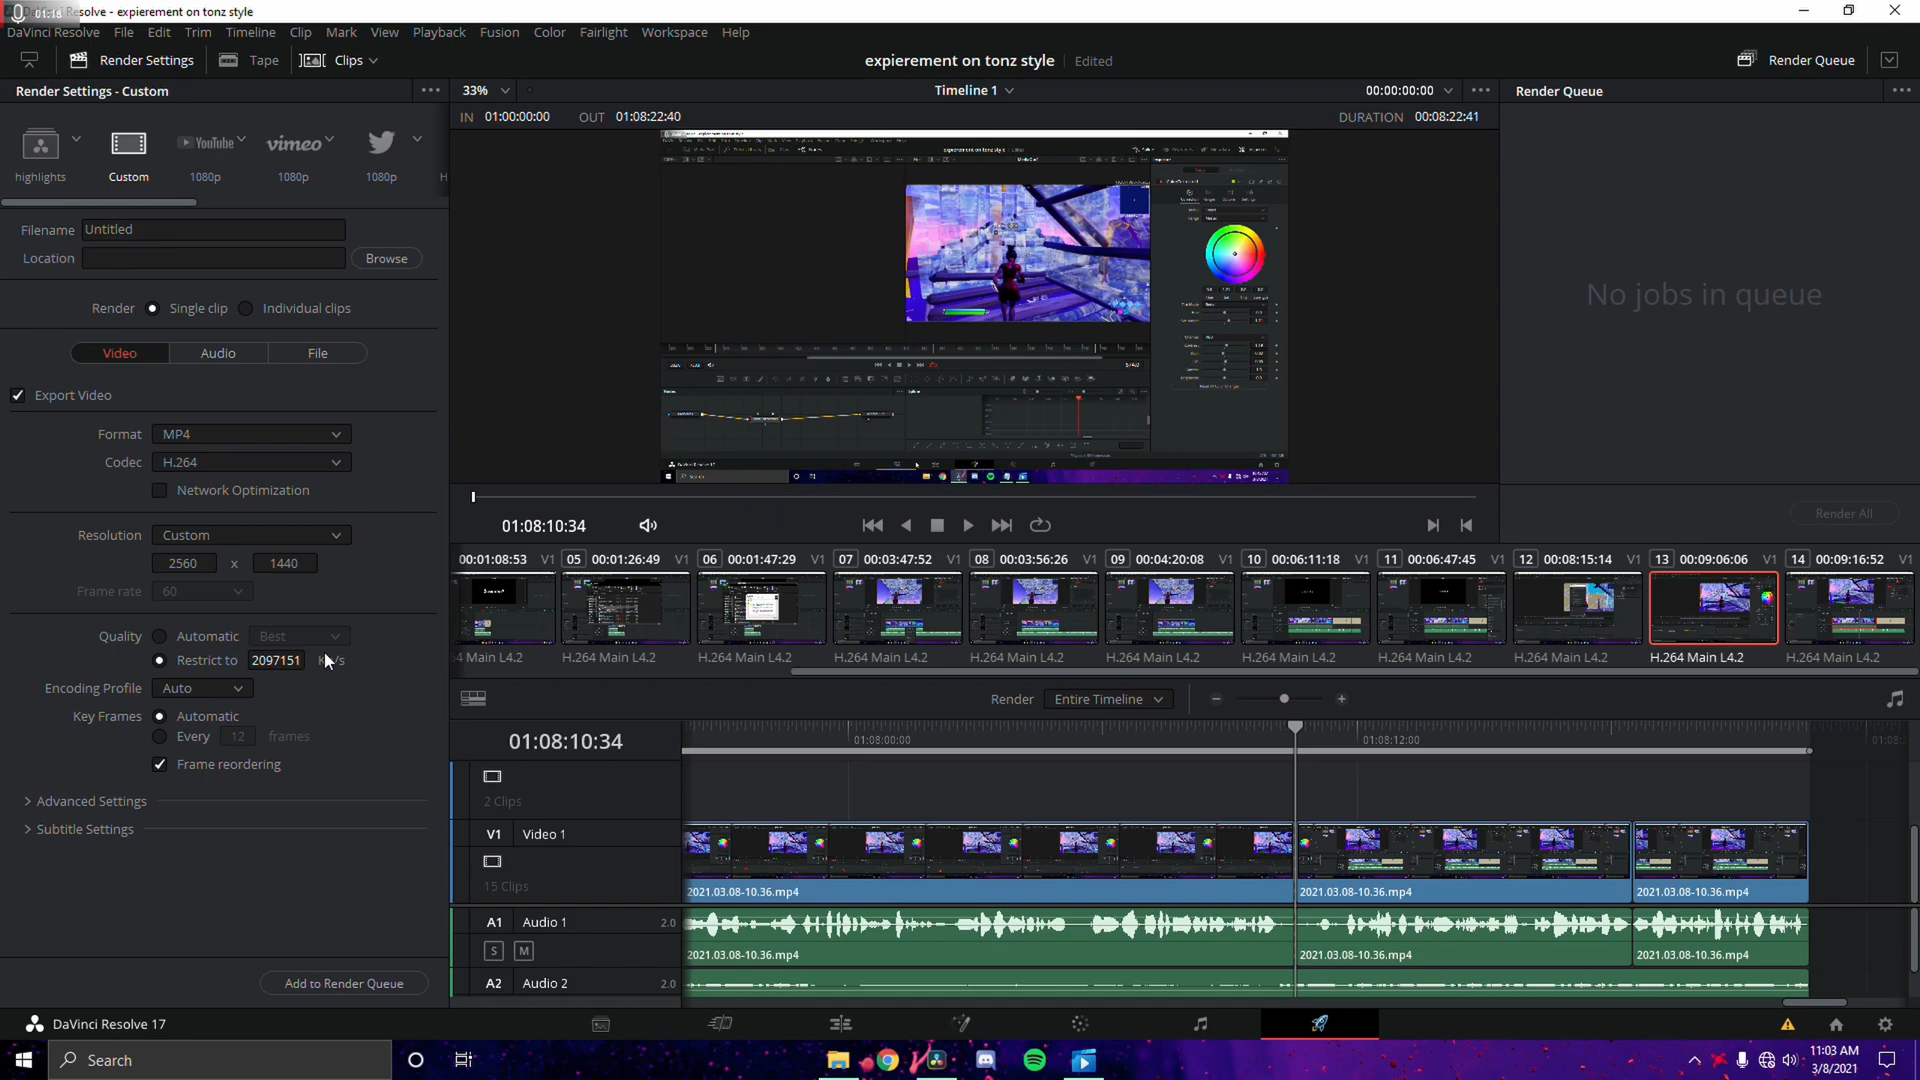 01:18
Resolve - expierement on tonz style
DaVinci Resolve File Edit Trim Timeline Clip Mark View Playback Fusion Color Fairlight Workspace Help
Render Settings Tape Clips
expierement on tonz style Edited
Render Queue
Render Settings - Custom
33% Timeline 1 00:00:00:00
Render Queue
IN 01:00:00:00 OUT 01:08:22:40 DURATION 00:08:22:41
YouTube vimeo
highlights Custom 1080p 1080p 1080p H
Filename Untitled
Location Browse
Render Single clip Individual clips
Video Audio File
Export Video
Format MP4
Codec H.264
Network Optimization
Resolution Custom
2560 x 1440
Frame rate 60
Quality Automatic Best
Restrict to 2097151
Encoding Profile Auto
Key Frames Automatic
Every 12 frames
Frame reordering
Advanced Settings
Subtitle Settings
Add to Render Queue
No jobs in queue
Render All
01:08:10:34
00:01:08:53 V1 05 00:01:26:49 V1 06 00:01:47:29 V1 07 00:03:47:52 V1 08 00:03:56:26 V1 09 00:04:20:08 V1 10 00:06:11:18 V1 11 00:06:47:45 V1 12 00:08:15:14 V1 13 00:09:06:06 V1 14 00:09:16:52 V1
54 Main L4.2 H.264 Main L4.2 H.264 Main L4.2 H.264 Main L4.2 H.264 Main L4.2 H.264 Main L4.2 H.264 Main L4.2 H.264 Main L4.2 H.264 Main L4.2 H.264 Main L4.2 H.264 Main L4.2
Render Entire Timeline
01:08:10:34
01:08:00:00 01:08:12:00 01:08:
2 Clips
V1 Video 1
15 Clips
2021.03.08-10.36.mp4 2021.03.08-10.36.mp4 2021.03.08-10.36.mp4
A1 Audio 1 2.0
S M
2021.03.08-10.36.mp4 2021.03.08-10.36.mp4 2021.03.08-10.36.mp4
A2 Audio 2 2.0
DaVinci Resolve 17
Search
11:03 AM
3/8/2021